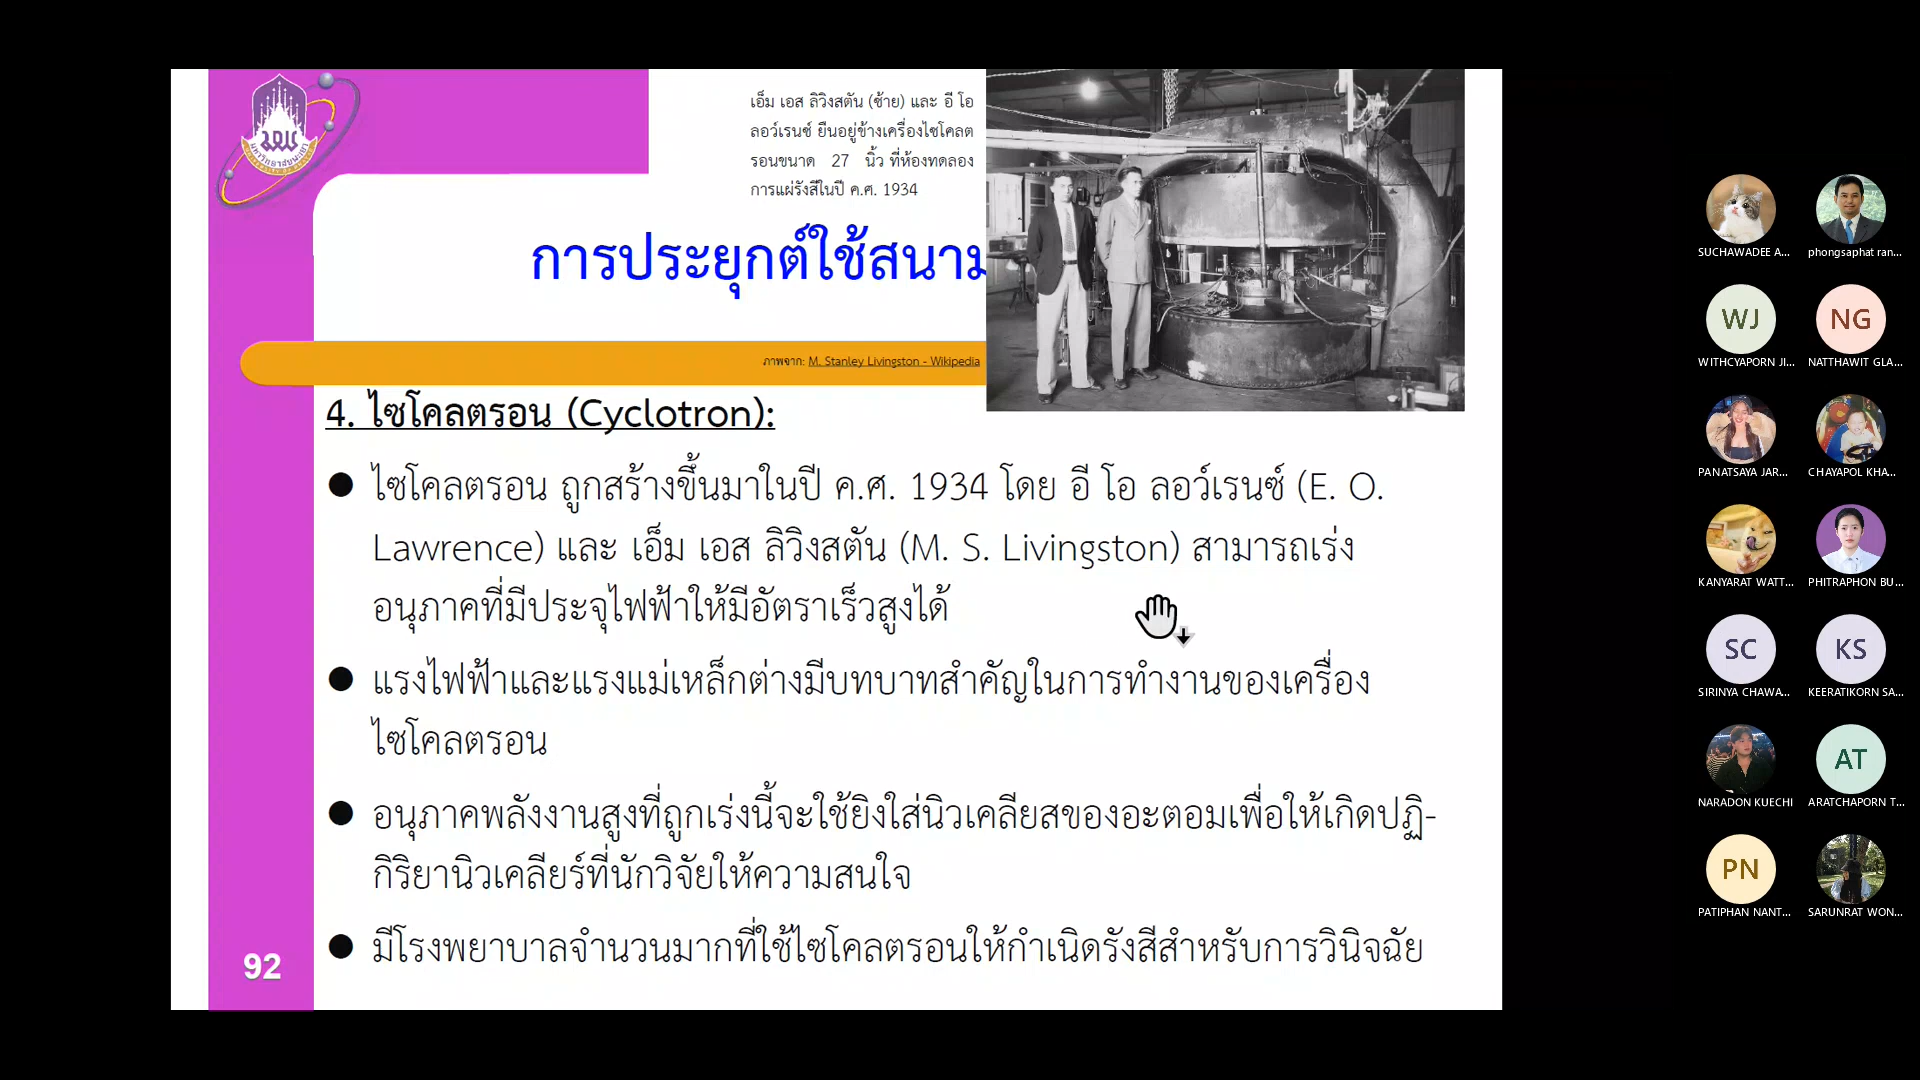 เอ็ม เอส ลิวิงสตัน (ซ้าย) และ อี โอ
ลอว์เรนซ์ ยืนอยู่ข้างเครื่องไซโคลต
รอนขนาด 27 นิ้ว ที่ห้องทดลอง
การแผ่รังสีในปี ค.ศ. 1934
การประยุกต์ใช้สนาม
ภาพจาก: M. Stanley Livingston - Wikipedia
4. ไซโคลตรอน (Cyclotron):
● ไซโคลตรอน ถูกสร้างขึ้นมาในปี ค.ศ. 1934 โดย อี โอ ลอว์เรนซ์ (E. O.
Lawrence) และ เอ็ม เอส ลิวิงสตัน (M. S. Livingston) สามารถเร่ง
อนุภาคที่มีประจุไฟฟ้าให้มีอัตราเร็วสูงได้
● แรงไฟฟ้าและแรงแม่เหล็กต่างมีบทบาทสำคัญในการทำงานของเครื่อง
ไซโคลตรอน
● อนุภาคพลังงานสูงที่ถูกเร่งนี้จะใช้ยิงใส่นิวเคลียสของอะตอมเพื่อให้เกิดปฏิ-
กิริยานิวเคลียร์ที่นักวิจัยให้ความสนใจ
● มีโรงพยาบาลจำนวนมากที่ใช้ไซโคลตรอนให้กำเนิดรังสีสำหรับการวินิจฉัย
92
SUCHAWADEE A...
phongsaphat ran...
WJ
NG
WITHCYAPORN JI...
NATTHAWIT GLA...
PANATSAYA JAR...
CHAYAPOL KHA...
KANYARAT WATT...
PHITRAPHON BU...
SC
KS
SIRINYA CHAWA...
KEERATIKORN SA...
AT
NARADON KUECHI
ARATCHAPORN T...
PN
PATIPHAN NANT...
SARUNRAT WON...